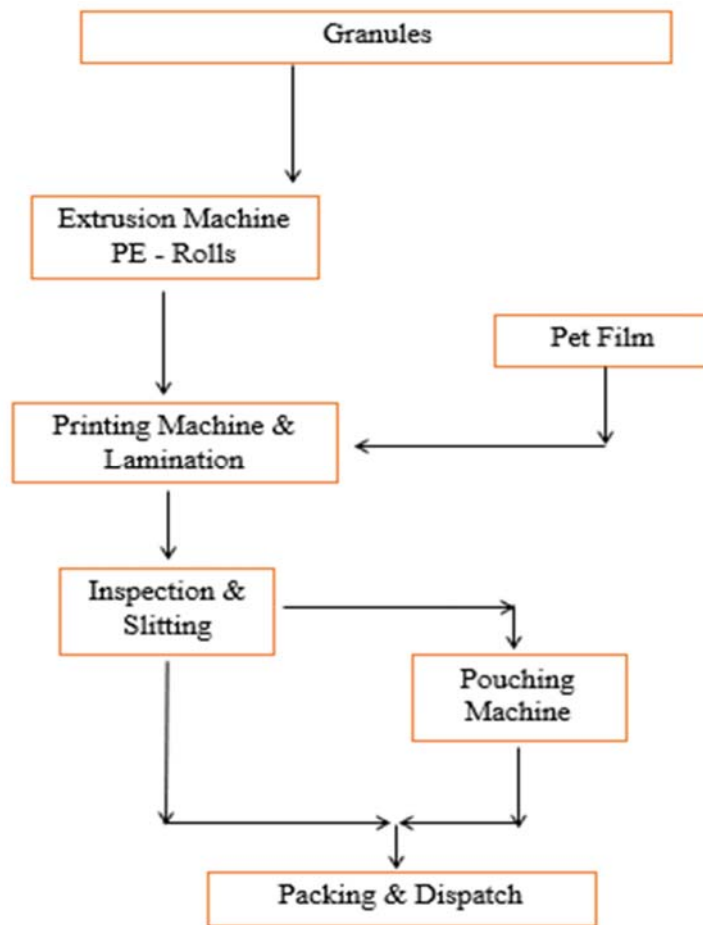 Granules
Extrusion Machine
PE - Rolls
Pet Film
Printing Machine &
Lamination
Inspection &
Slitting
Pouching
Machine
Packing & Dispatch